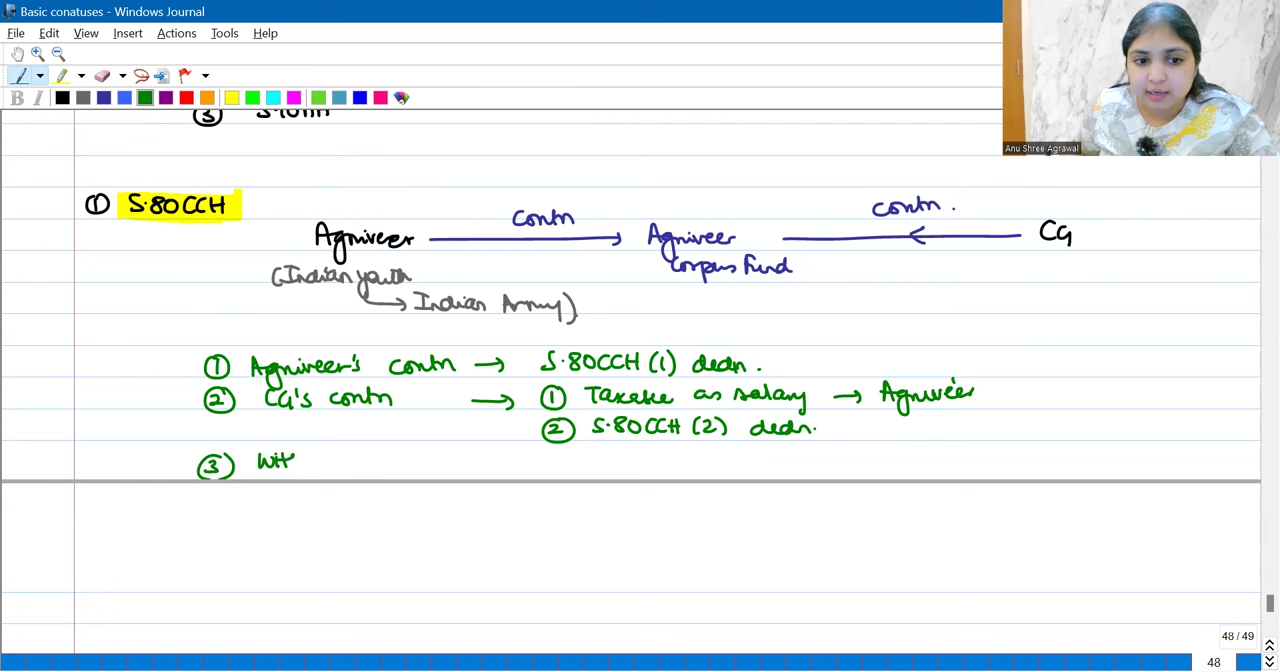 Basic conatuses - Windows Journal
File Edit View Insert Actions Tools Help
B I
Anu Shree Agrawal
③ S.10HH
① S.80CCH
Contn
contn.
Agniveer
Agniveer
CG
Corpus Fund
(Indian youth
Indian Army)
① Agniveer's contn → S.80CCH (1) dedn.
② CG's contn → ① Taxable as salary → Agniveer
② S.80CCH (2) dedn.
③ Wit
48 / 49
48